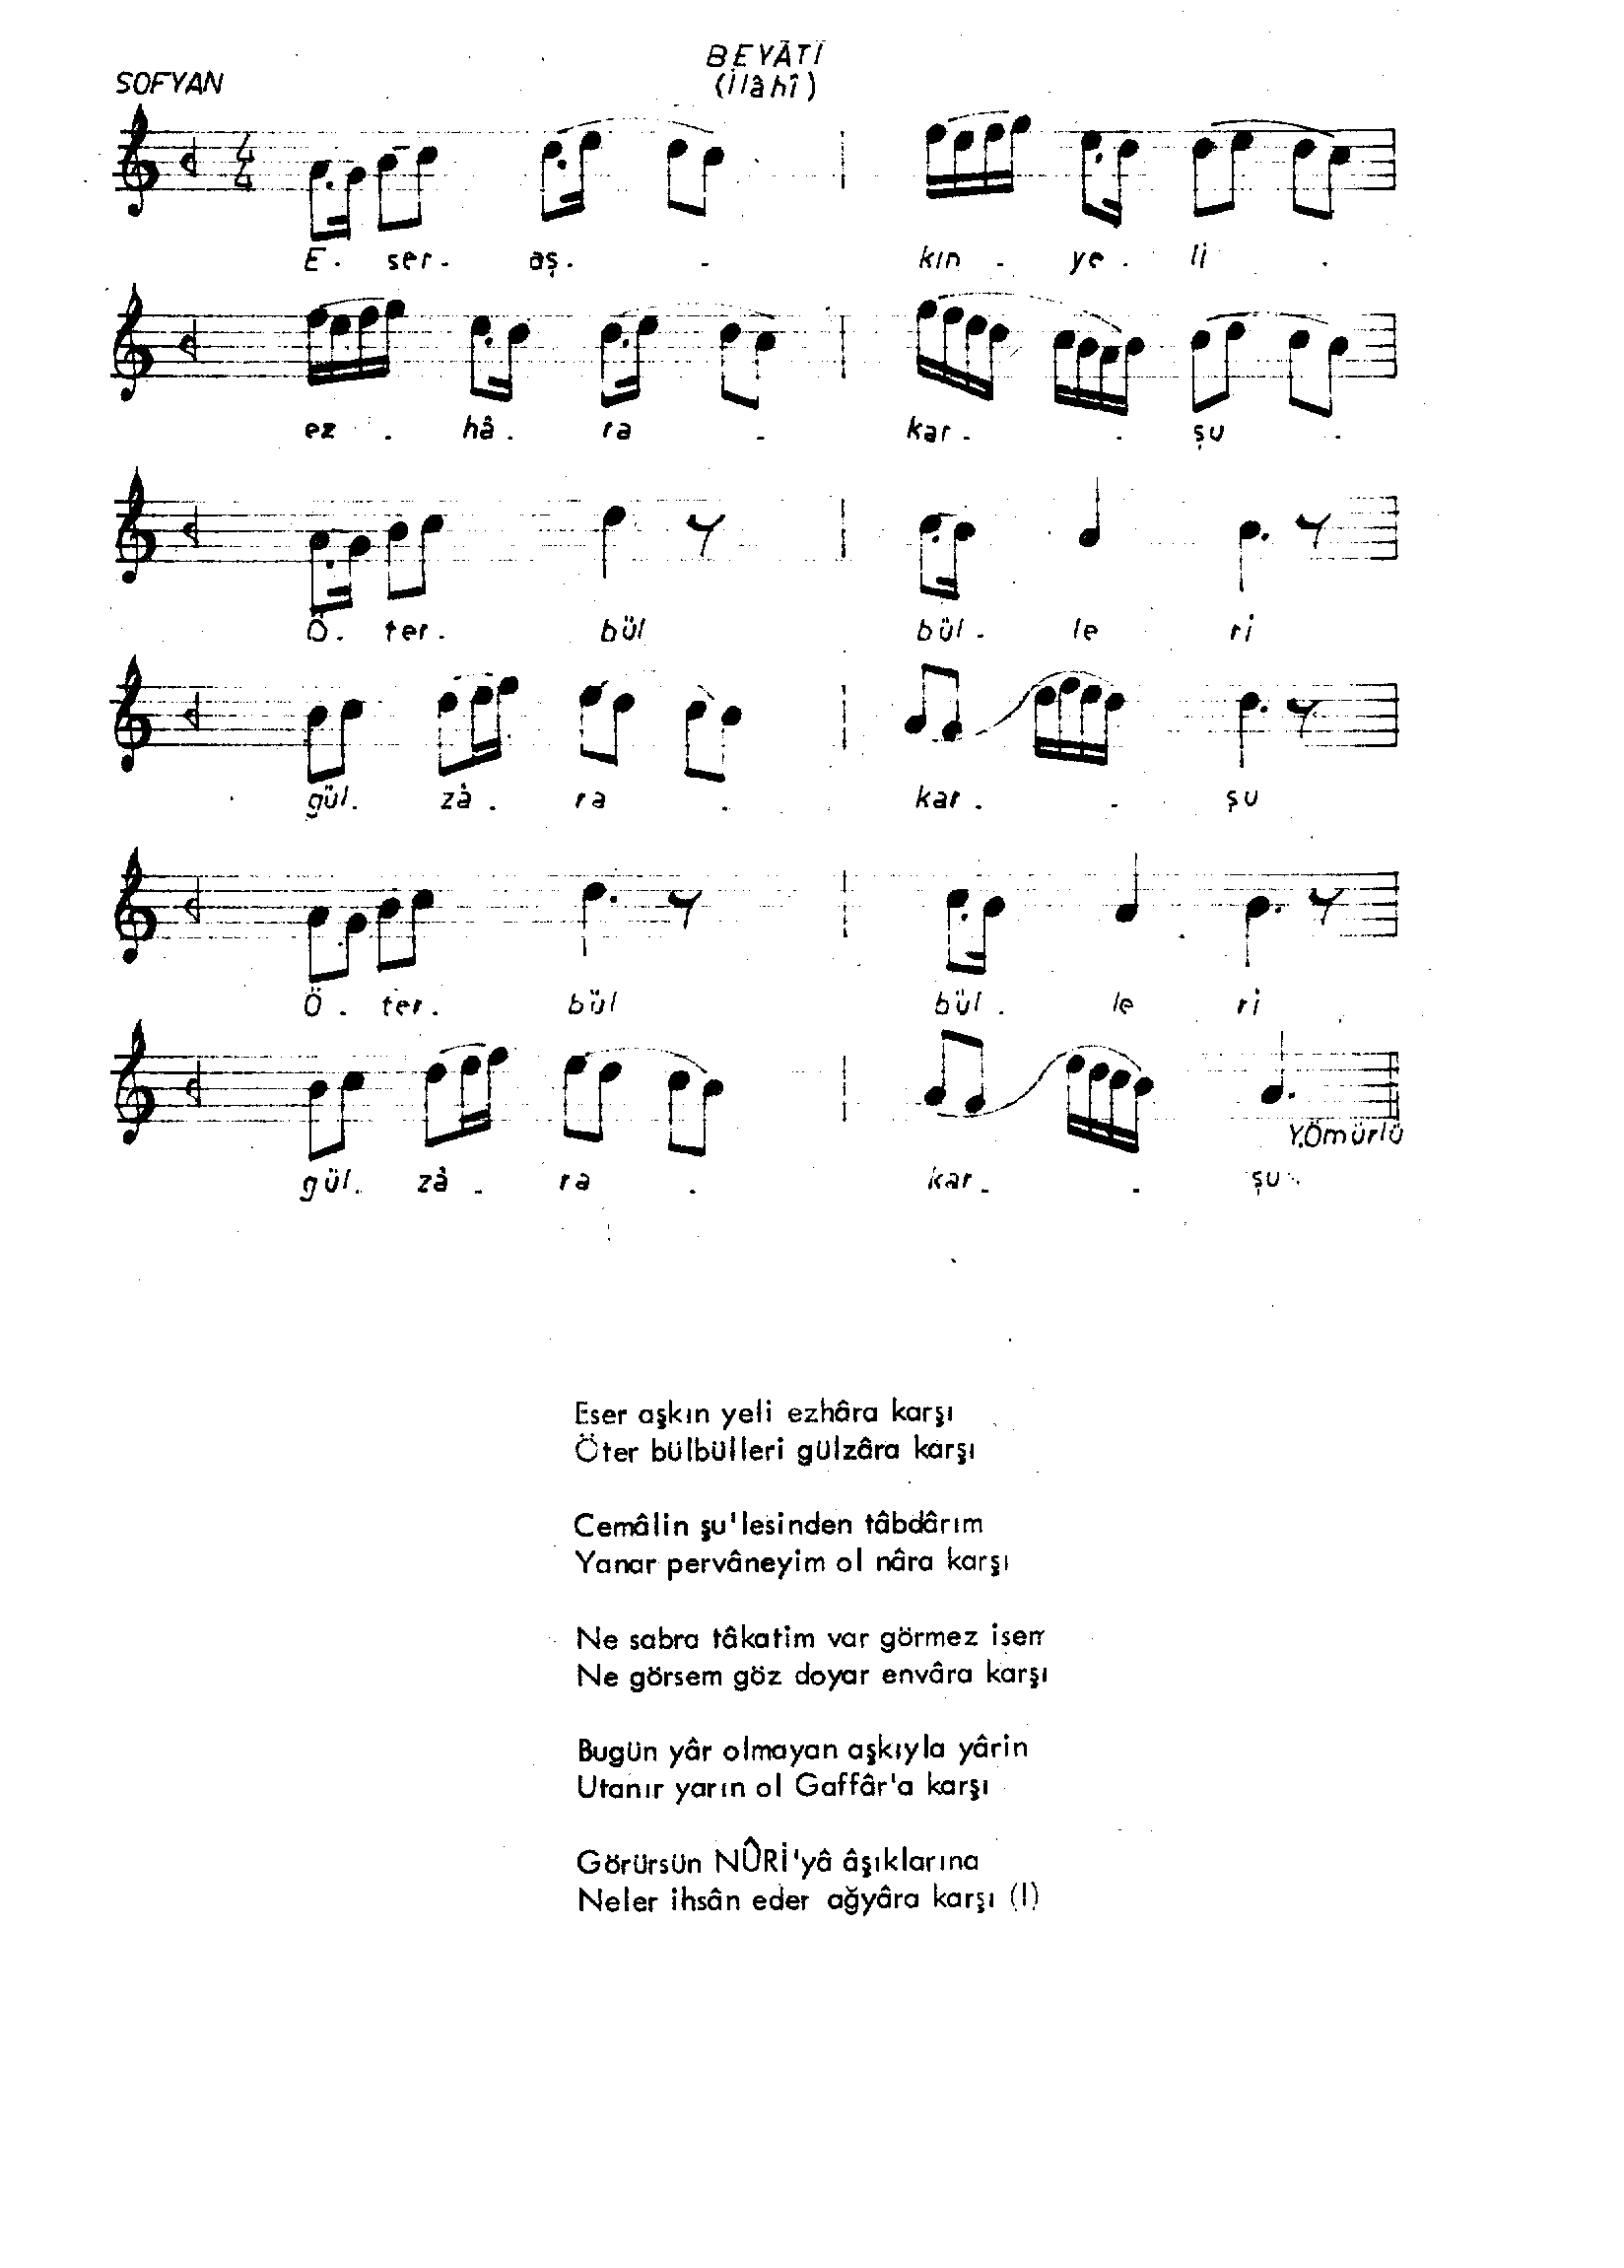 BEYÂTÎ
SOFYAN
(İlâhî)
4
4
E. ser. aş. . kın . ye. li .
ez . hâ. ra . kar. . şu .
Ö. ter. bül bül. le ri
gül. zâ. ra . kar. . şu
Ö. ter. bül bül. le ri
Y.Ömürlü
gül. zâ. ra . kar. . şu
Eser aşkın yeli ezhâra karşı
Öter bülbülleri gülzâra karşı
Cemâlin şu'lesinden tâbdârım
Yanar pervâneyim ol nâra karşı
Ne sabra tâkatim var görmez isem
Ne görsem göz doyar envâra karşı
Bugün yâr olmayan aşkıyla yârin
Utanır yarın ol Gaffâr'a karşı
Görürsün NÛRİ'yâ âşıklarına
Neler ihsân eder ağyâra karşı (I)